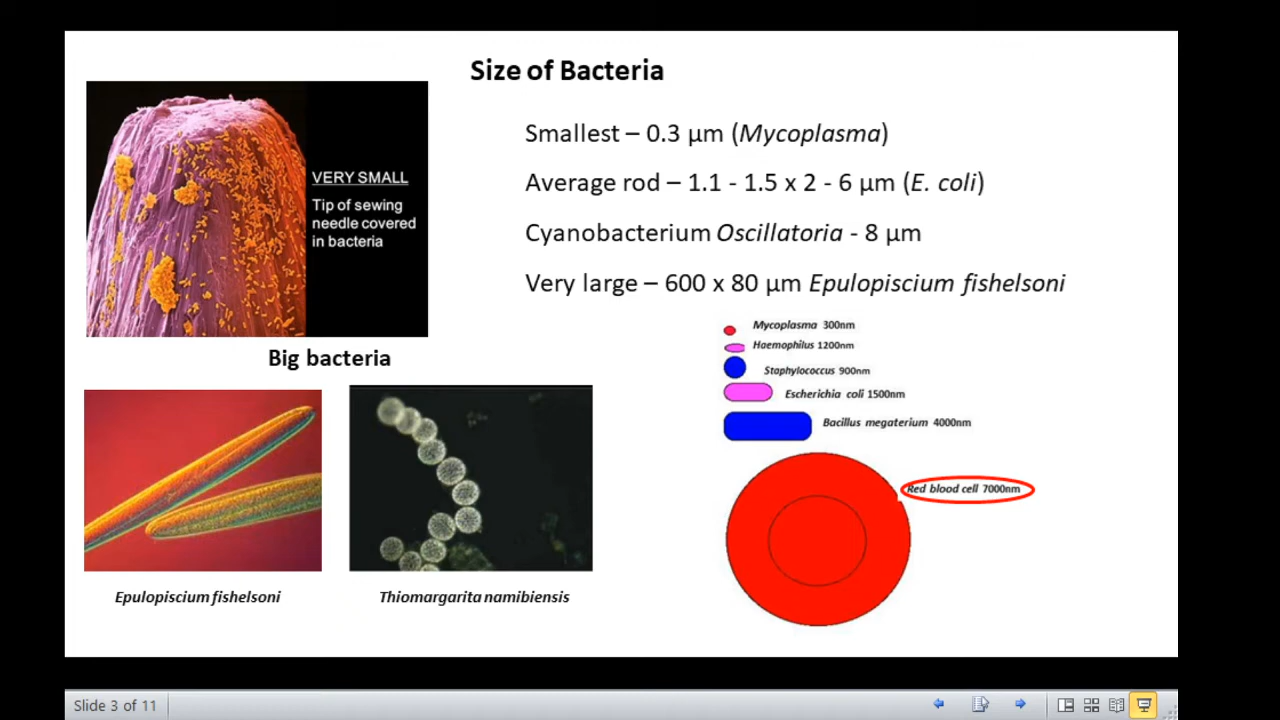 Size of Bacteria
VERY SMALL
Tip of sewing
needle covered
in bacteria
Smallest – 0.3 µm (Mycoplasma)
Average rod – 1.1 - 1.5 x 2 - 6 µm (E. coli)
Cyanobacterium Oscillatoria - 8 µm
Very large – 600 x 80 µm Epulopiscium fishelsoni
Big bacteria
Epulopiscium fishelsoni
Thiomargarita namibiensis
Mycoplasma 300nm
Haemophilus 1200nm
Staphylococcus 900nm
Escherichia coli 1500nm
Bacillus megaterium 4000nm
Red blood cell 7000nm
Slide 3 of 11